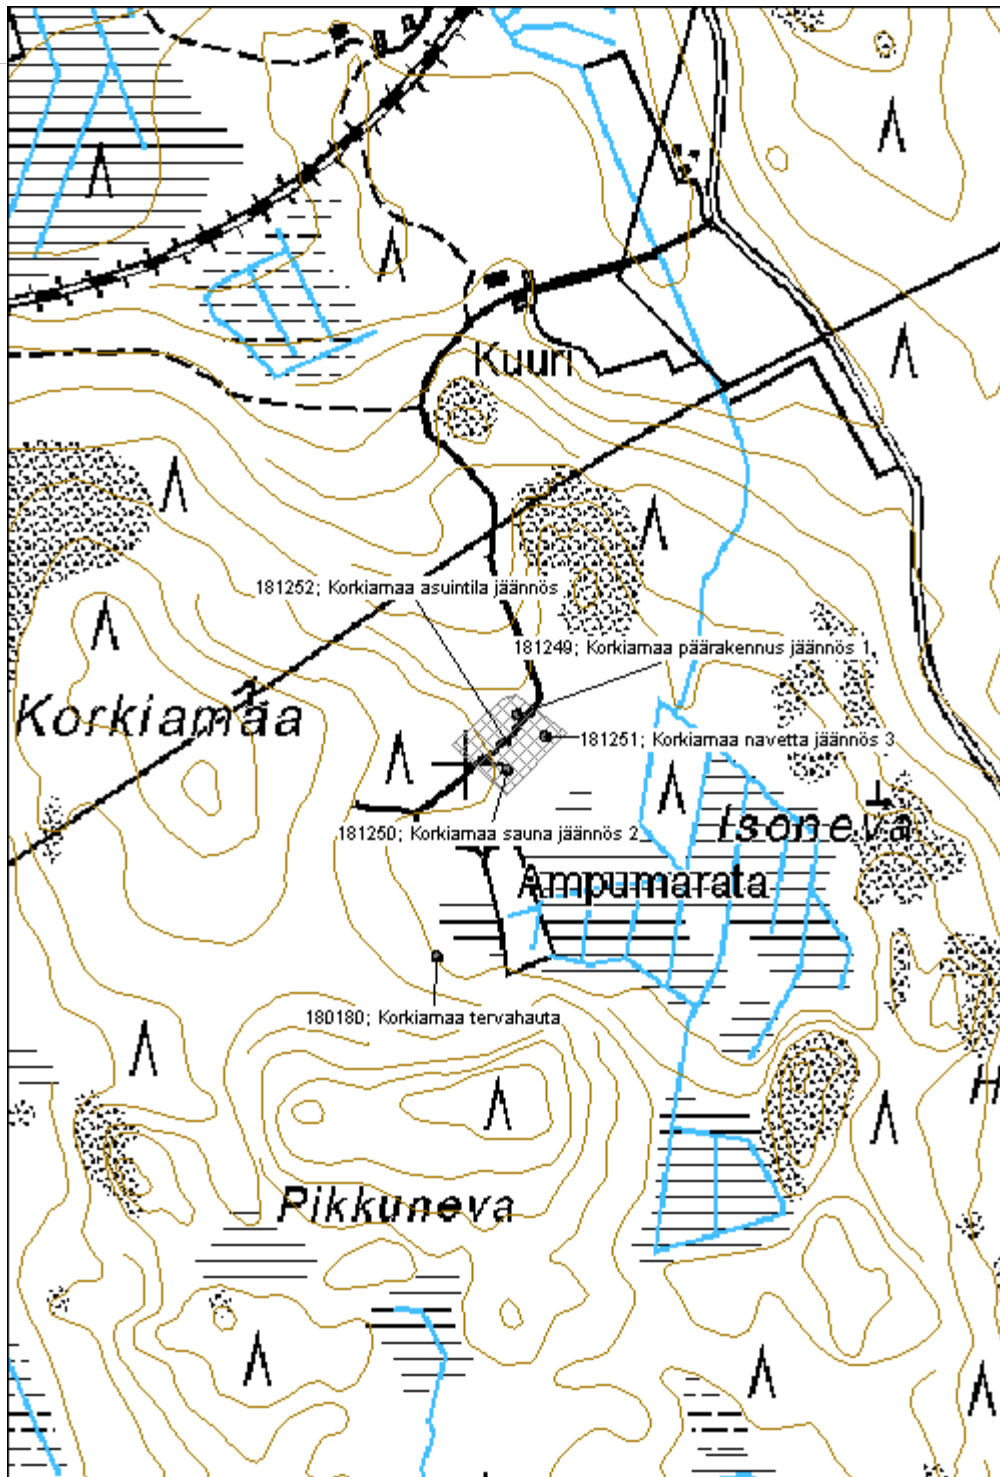 Kuuri
181252; Korkiamaa asuintila jäännös
181249; Korkiamaa päärakennus jäännös 1
Korkiamaa
181251; Korkiamaa navetta jäännös 3
181250; Korkiamaa sauna jäännös 2
Isoneva
Ampumarata
180180; Korkiamaa tervahauta
H
Pikkuneva